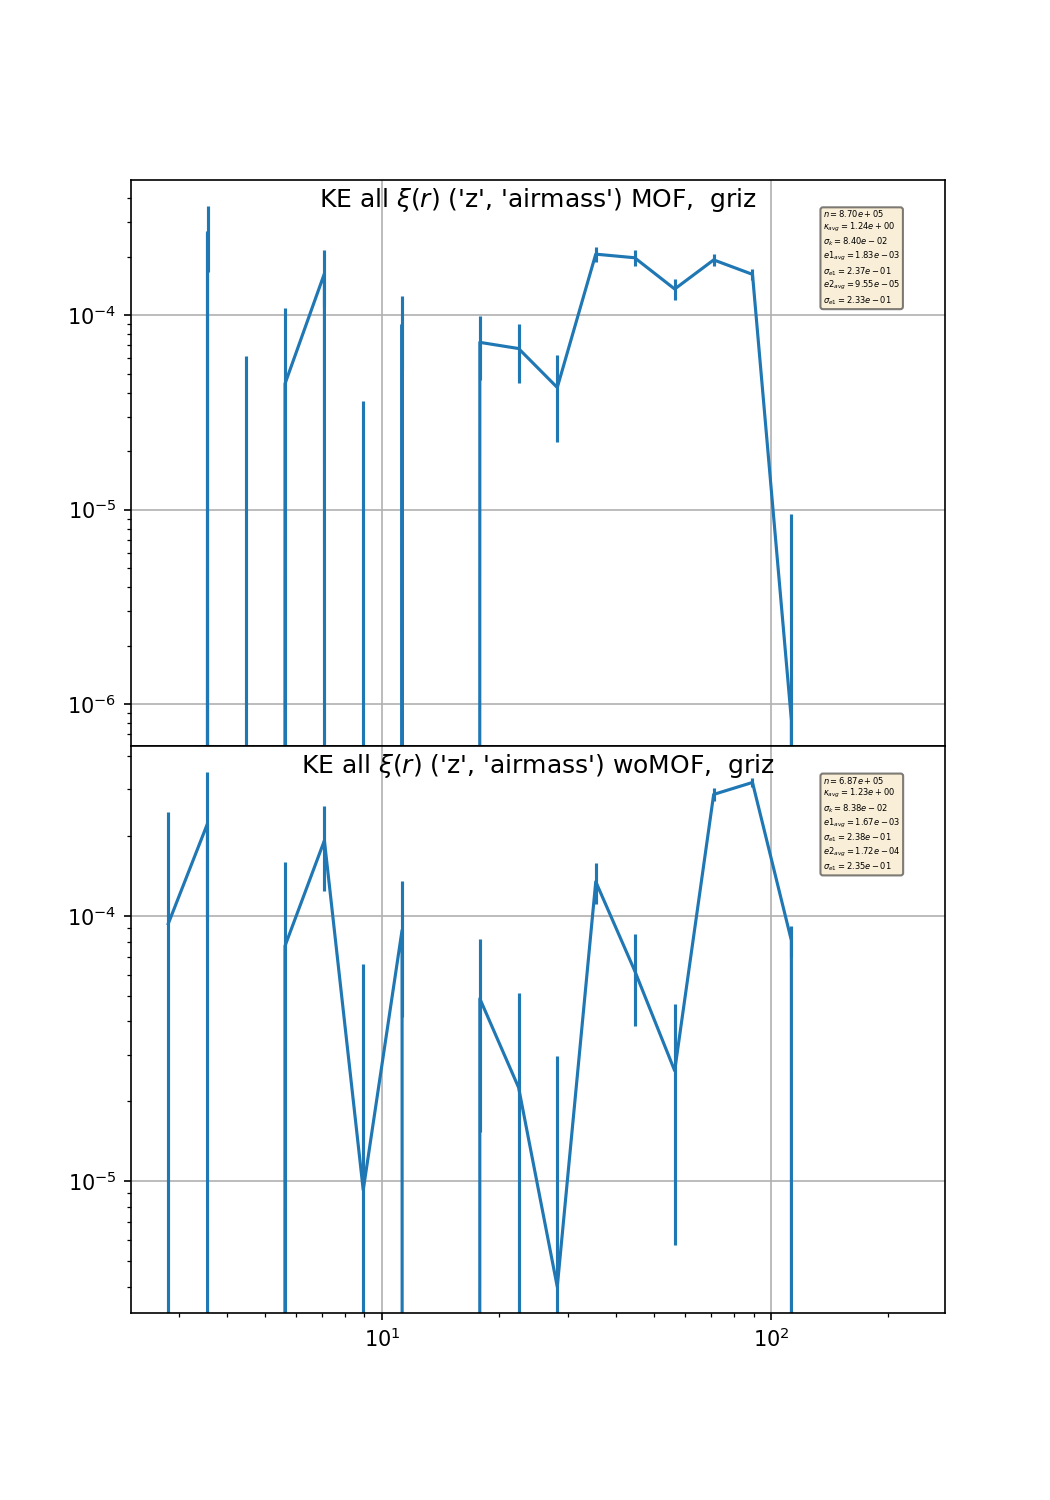 KE all ξ(r) ('z', 'airmass') MOF,  griz
n = 8.70e + 05
κavg = 1.24e + 00
σk = 8.40e − 02
e1avg = 1.83e − 03
σe1 = 2.37e − 01
e2avg = 9.55e − 05
σe1 = 2.33e − 01
10⁻⁴
10⁻⁵
10⁻⁶
KE all ξ(r) ('z', 'airmass') woMOF,  griz
n = 6.87e + 05
κavg = 1.23e + 00
σk = 8.38e − 02
e1avg = 1.67e − 03
σe1 = 2.38e − 01
e2avg = 1.72e − 04
σe1 = 2.35e − 01
10⁻⁴
10⁻⁵
10¹ 10²